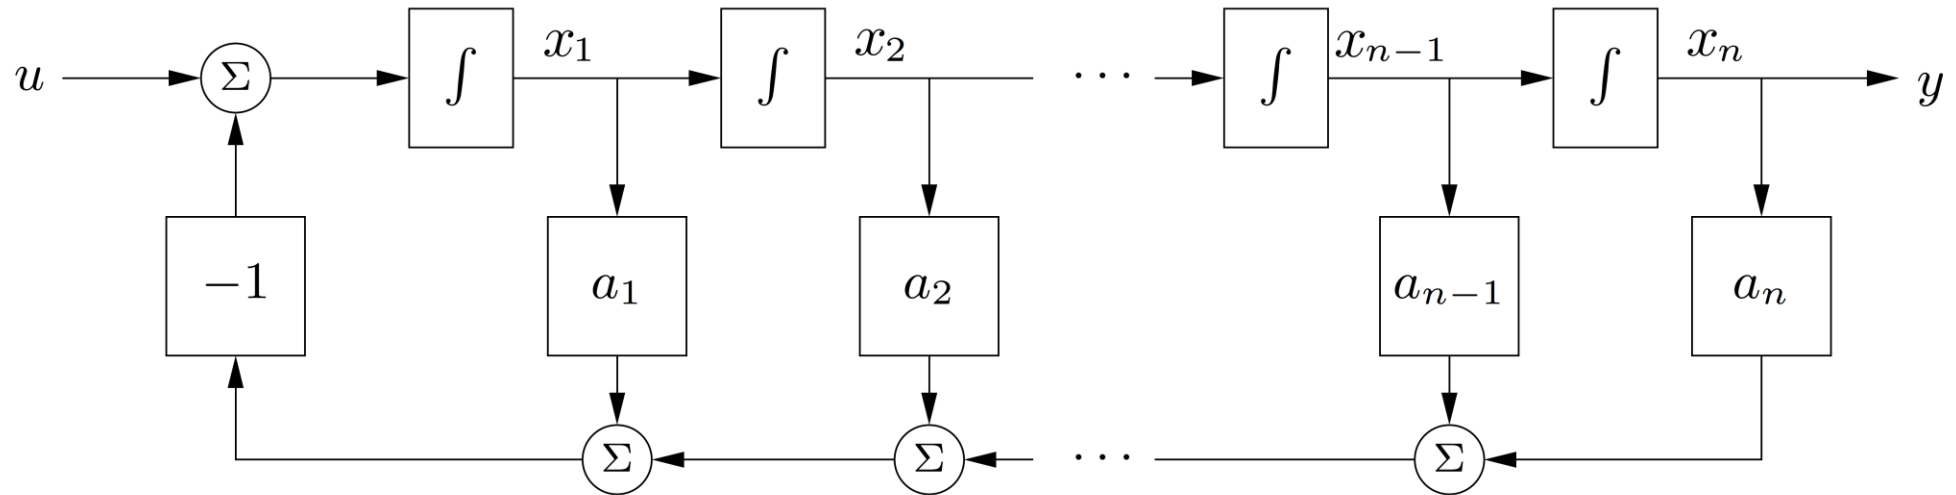 u Σ ∫ x₁ ∫ x₂ ··· ∫ xₙ₋₁ ∫ xₙ y
−1 a₁ a₂ aₙ₋₁ aₙ
Σ Σ ··· Σ